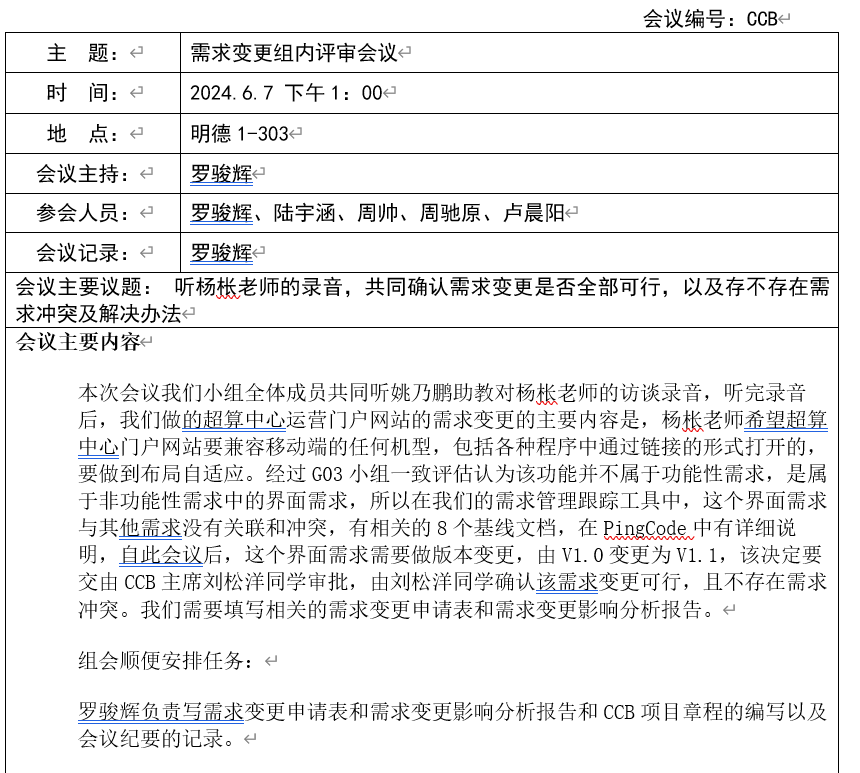 会议编号：CCB
主 题： 需求变更组内评审会议
时 间： 2024.6.7 下午1：00
地 点： 明德1-303
会议主持： 罗骏辉
参会人员： 罗骏辉、陆宇涵、周帅、周驰原、卢晨阳
会议记录： 罗骏辉
会议主要议题： 听杨枨老师的录音，共同确认需求变更是否全部可行，以及存不存在需
求冲突及解决办法
会议主要内容
本次会议我们小组全体成员共同听姚乃鹏助教对杨枨老师的访谈录音，听完录音
后，我们做的超算中心运营门户网站的需求变更的主要内容是，杨枨老师希望超算
中心门户网站要兼容移动端的任何机型，包括各种程序中通过链接的形式打开的，
要做到布局自适应。经过 G03 小组一致评估认为该功能并不属于功能性需求，是属
于非功能性需求中的界面需求，所以在我们的需求管理跟踪工具中，这个界面需求
与其他需求没有关联和冲突，有相关的 8 个基线文档，在 PingCode 中有详细说
明，自此会议后，这个界面需求需要做版本变更，由 V1.0 变更为 V1.1，该决定要
交由 CCB 主席刘松洋同学审批，由刘松洋同学确认该需求变更可行，且不存在需求
冲突。我们需要填写相关的需求变更申请表和需求变更影响分析报告。
组会顺便安排任务：
罗骏辉负责写需求变更申请表和需求变更影响分析报告和 CCB 项目章程的编写以及
会议纪要的记录。